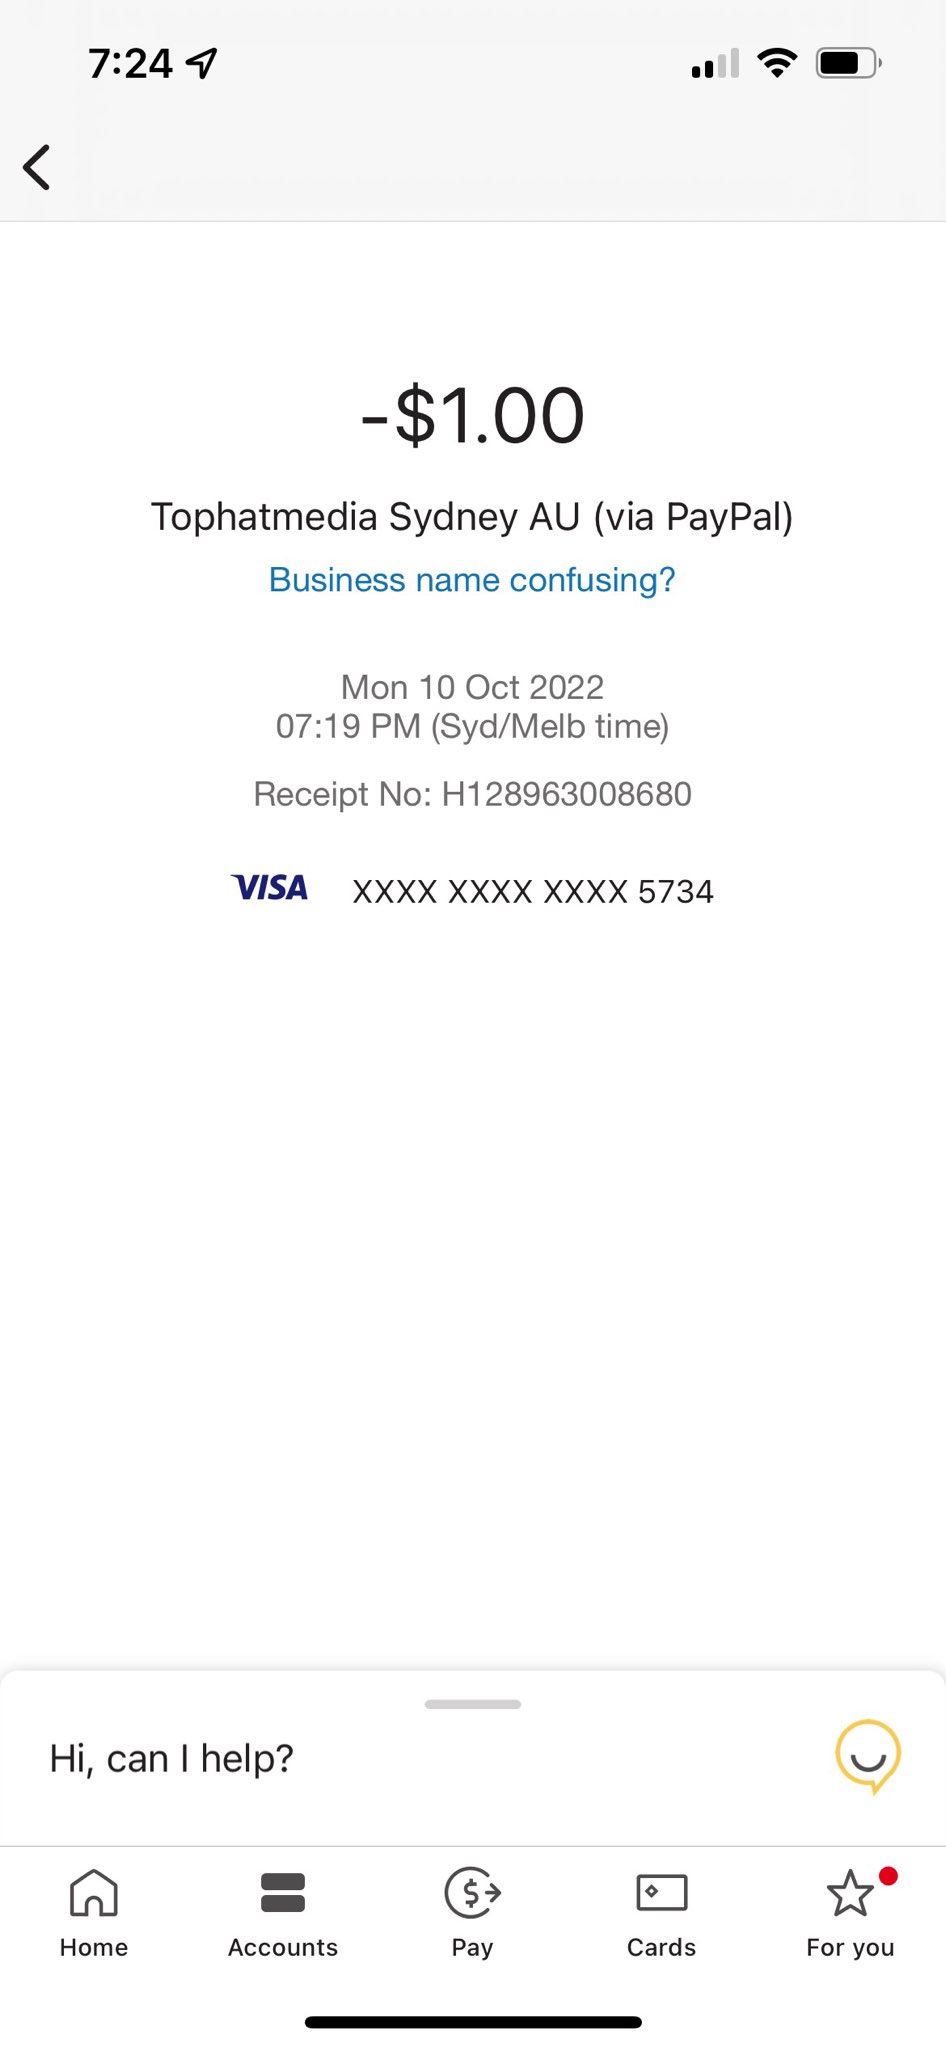 7:24
-$1.00
Tophatmedia Sydney AU (via PayPal)
Business name confusing?
Mon 10 Oct 2022
07:19 PM (Syd/Melb time)
Receipt No: H128963008680
VISA XXXX XXXX XXXX 5734
Hi, can I help?
Home Accounts Pay Cards For you